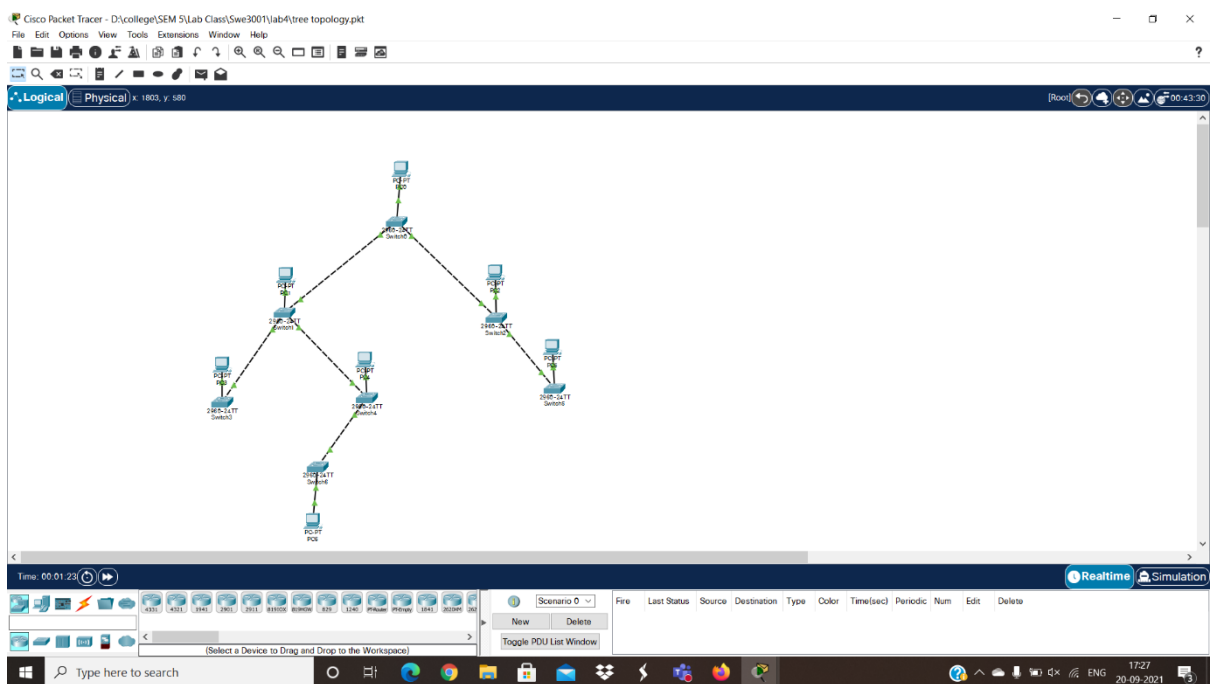 Cisco Packet Tracer - D:\college\SEM 5\Lab Class\Swe3001\lab4\tree topology.pkt
File Edit Options View Tools Extensions Window Help
?
Logical Physical x: 1803, y: 580 [Root] 00:43:30
PC-PT
PC0
2960-24TT
Switch0
PC-PT
PC1
PC-PT
PC2
2960-24TT
Switch1
2960-24TT
Switch2
PC-PT
PC-PT
PC-PT
PC4
2960-24TT
Switch3
2960-24TT
Switch4
2960-24TT
2960-24TT
Switch6
PC-PT
PC6
Time: 00:01:23 Realtime Simulation
4331 4321 1941 2901 2911 819IOX 819HGW 829 1240 PT-Router PT-Empty 1841 2620XM 262
Scenario 0 Fire Last Status Source Destination Type Color Time(sec) Periodic Num Edit Delete
New Delete
Toggle PDU List Window
(Select a Device to Drag and Drop to the Workspace)
Type here to search ENG 17:27
20-09-2021 3